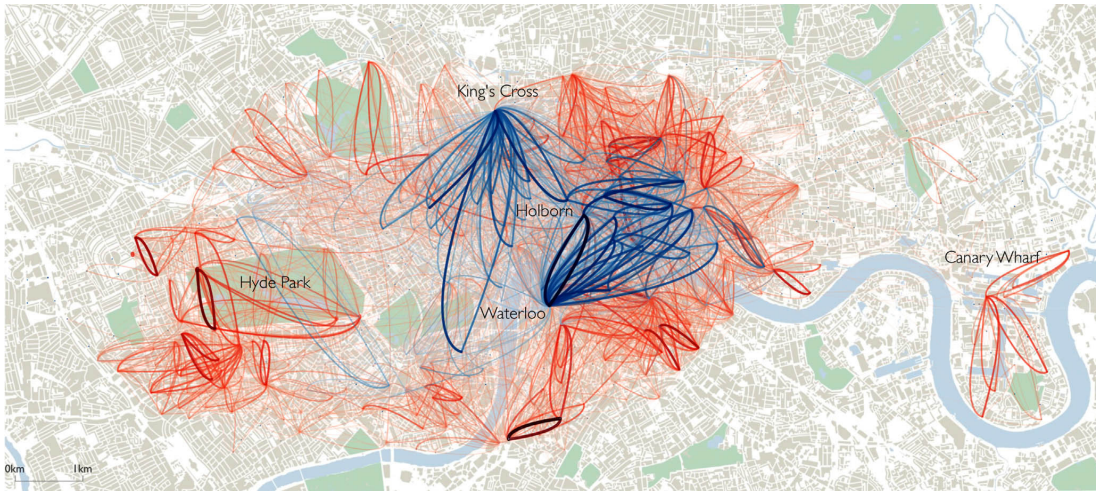 King's Cross
Holborn
Canary Wharf
Hyde Park
Waterloo
0km 1km